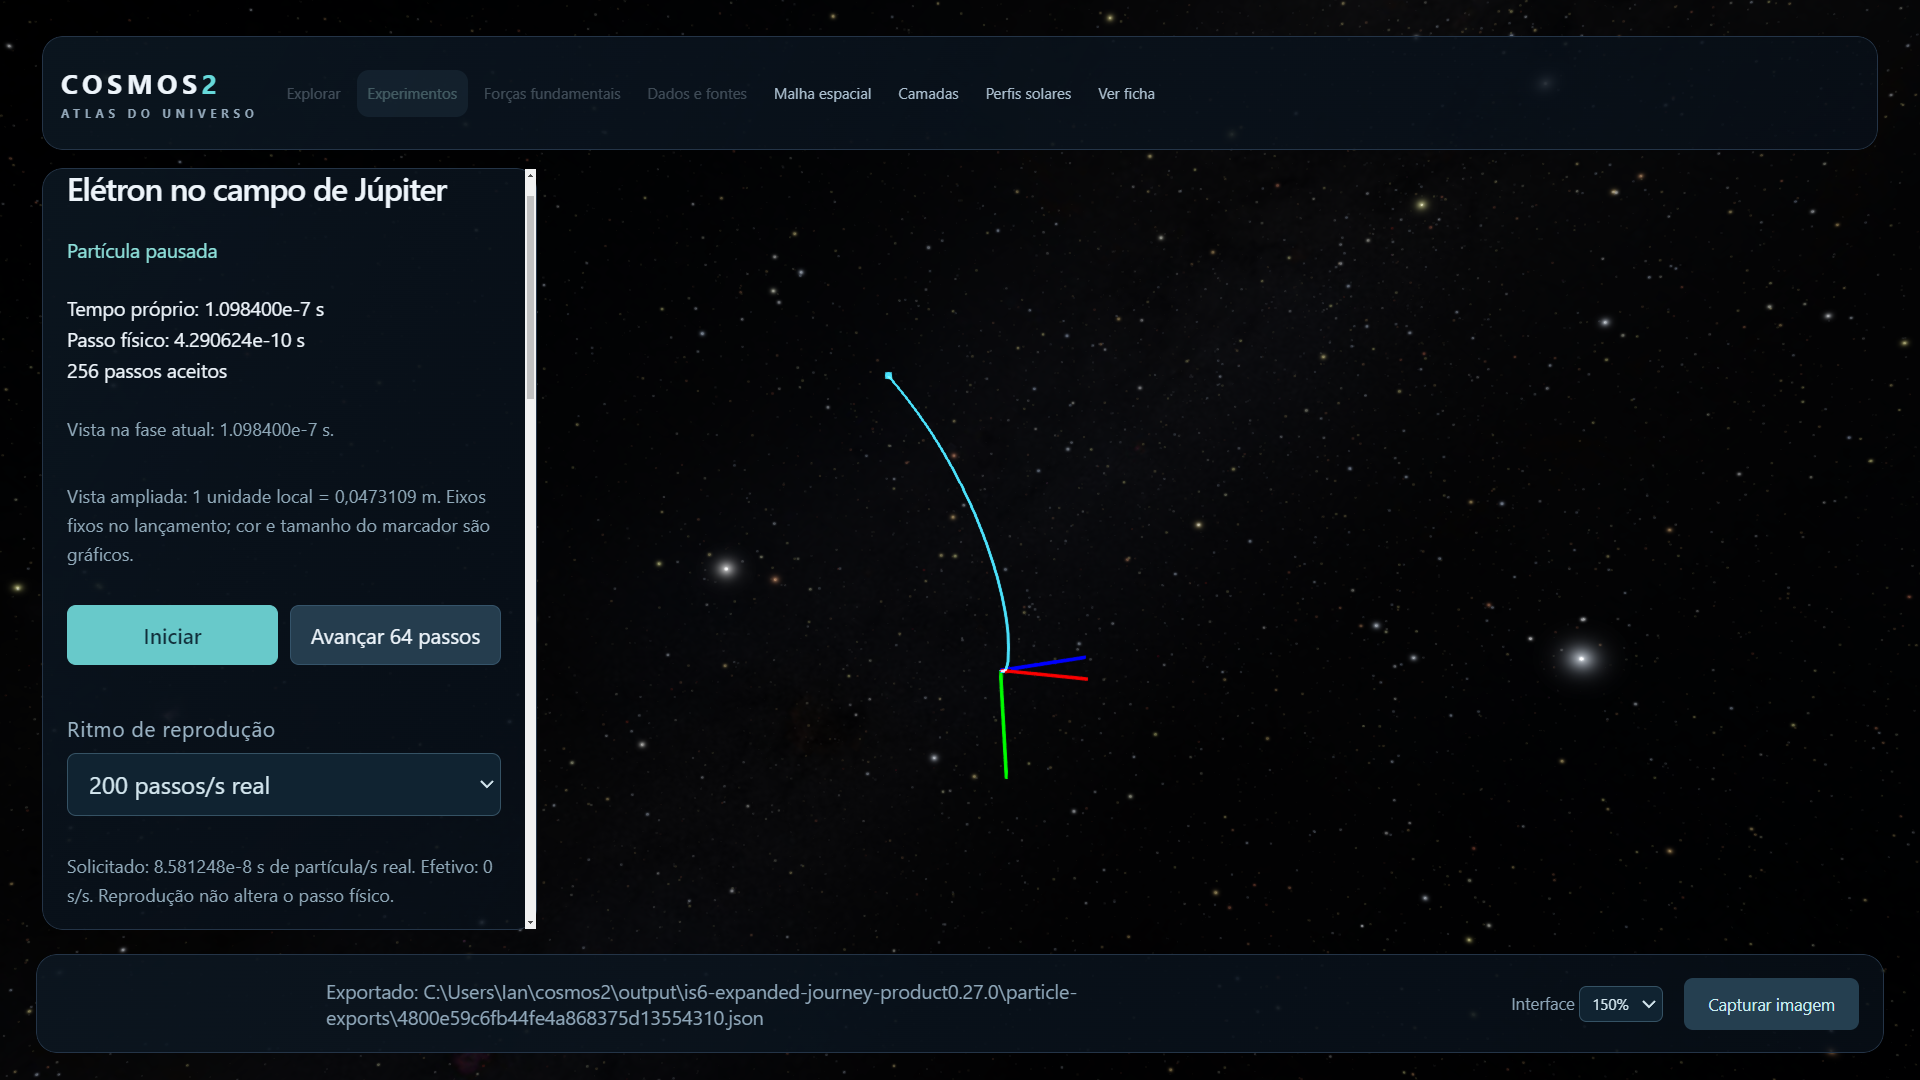 COSMOS2
ATLAS DO UNIVERSO
Explorar
Experimentos
Forças fundamentais
Dados e fontes
Malha espacial
Camadas
Perfis solares
Ver ficha
Elétron no campo de Júpiter
Partícula pausada
Tempo próprio: 1.098400e-7 s
Passo físico: 4.290624e-10 s
256 passos aceitos
Vista na fase atual: 1.098400e-7 s.
Vista ampliada: 1 unidade local = 0,0473109 m. Eixos
fixos no lançamento; cor e tamanho do marcador são
gráficos.
Iniciar
Avançar 64 passos
Ritmo de reprodução
200 passos/s real
Solicitado: 8.581248e-8 s de partícula/s real. Efetivo: 0
s/s. Reprodução não altera o passo físico.
Exportado: C:\Users\Ian\cosmos2\output\is6-expanded-journey-product0.27.0\particle-
exports\4800e59c6fb44fe4a868375d13554310.json
Interface
150%
Capturar imagem